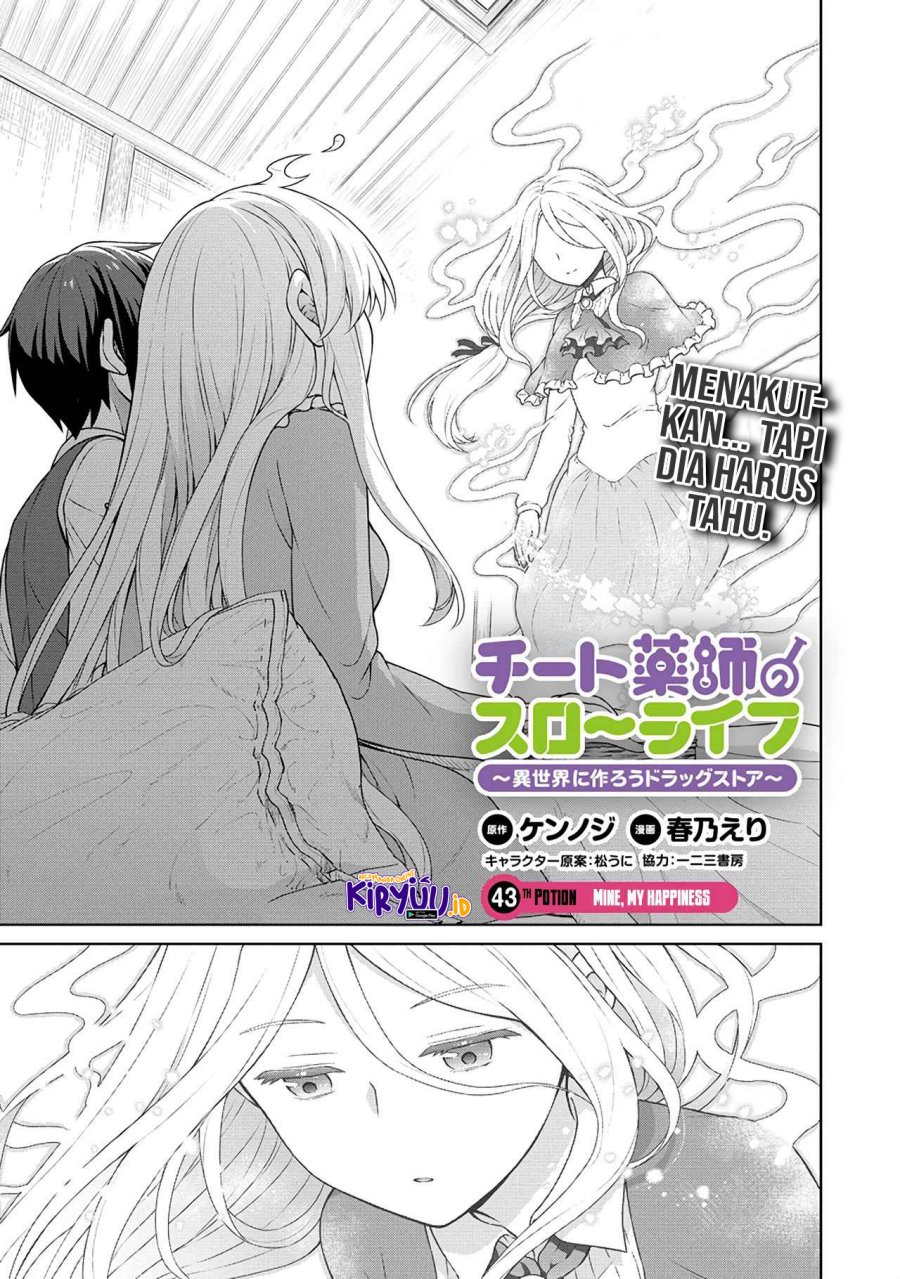 MENAKUT-
KAN... TAPI
DIA HARUS
TAHU.
チート薬師の
スローライフ
～異世界に作ろうドラッグストア～
原作 ケンノジ 漫画 春乃えり
キャラクター原案：松うに 協力：一二三書房
43TH POTION MINE, MY HAPPINESS
KIRYUU.id
Google Play